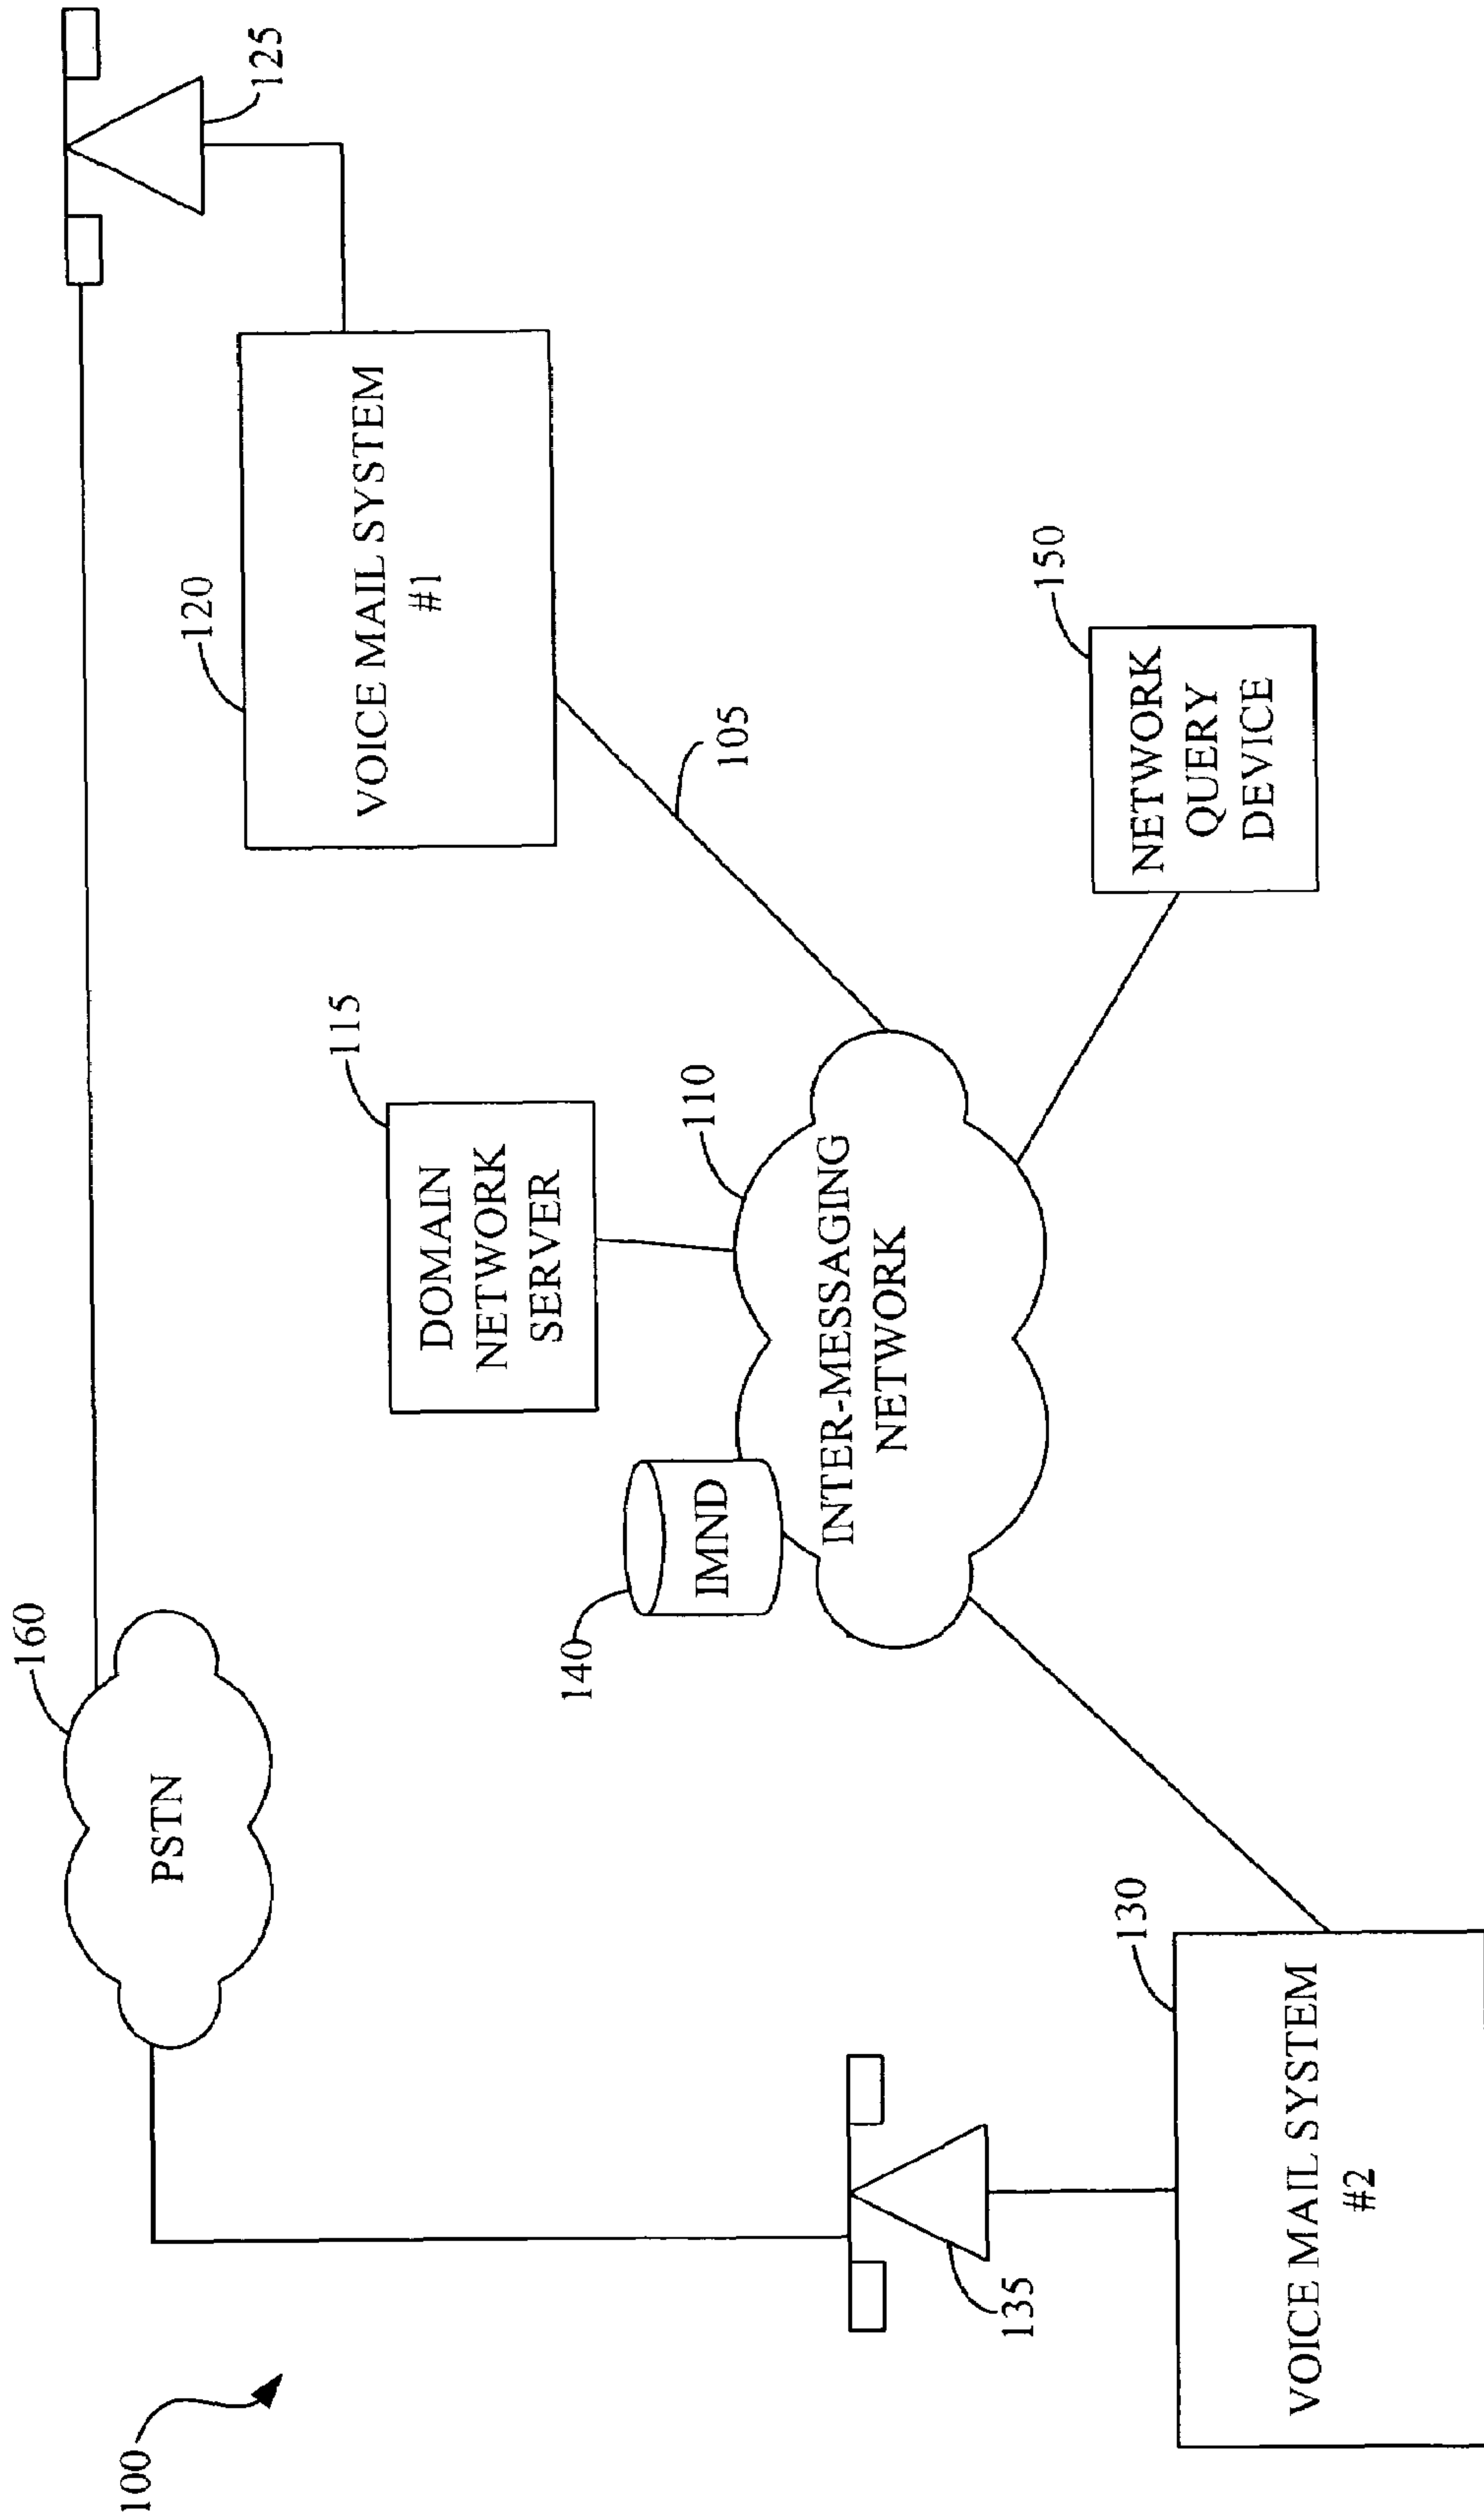 100
160
PSTN
125
120
VOICE MAIL SYSTEM
#1
115
DOMAIN
NETWORK
SERVER
105
140
IMND
110
INTER-MESSAGING
NETWORK
150
NETWORK
QUERY
DEVICE
135
130
VOICE MAIL SYSTEM
#2